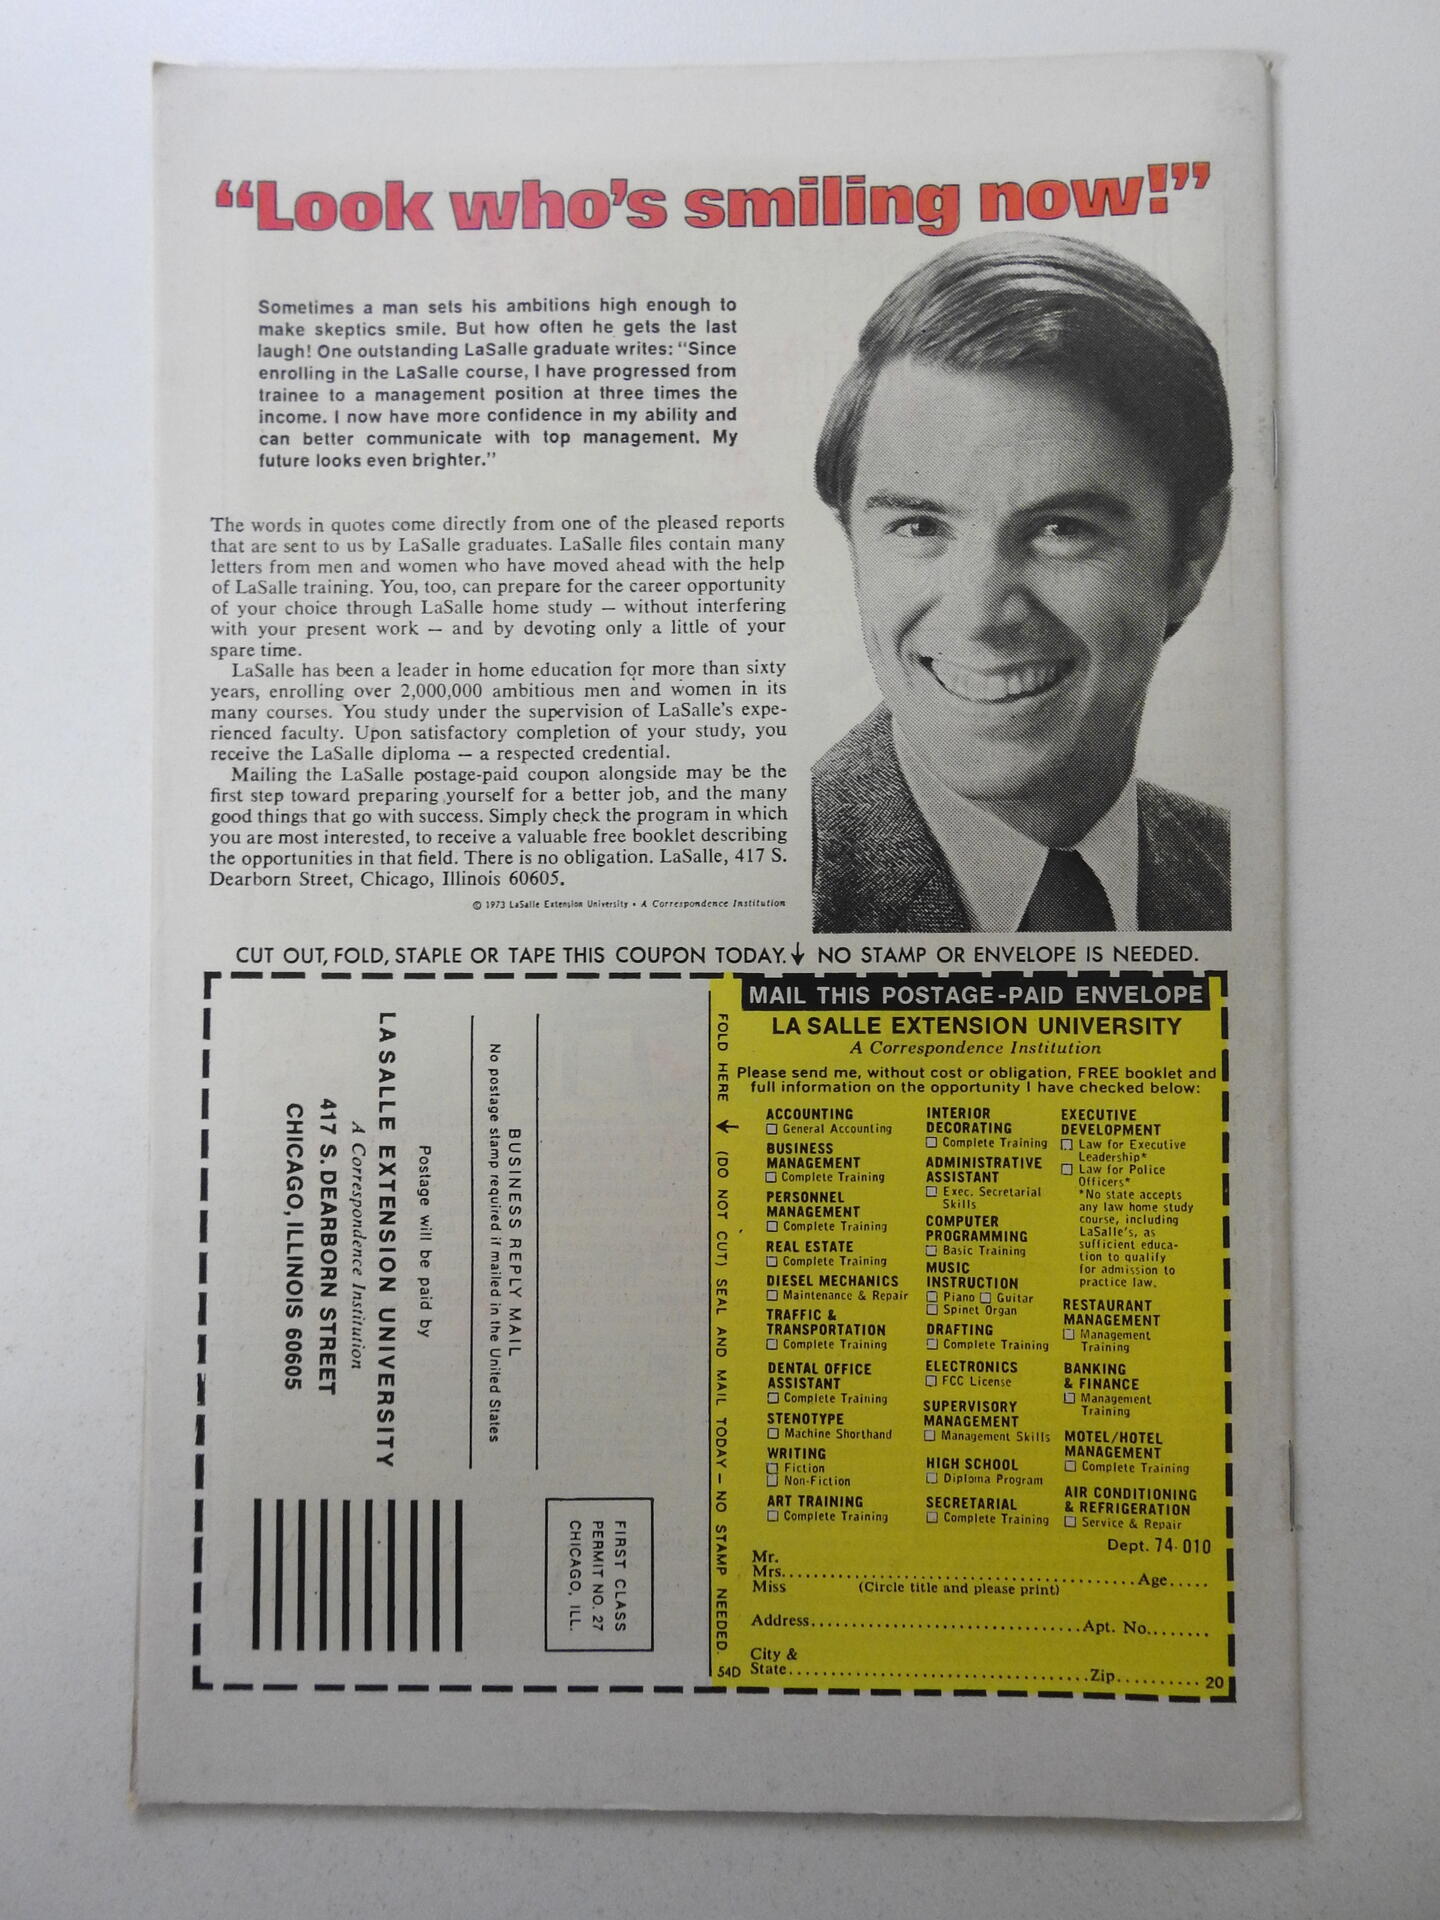 “Look who’s smiling now!”
Sometimes a man sets his ambitions high enough to
make skeptics smile. But how often he gets the last
laugh! One outstanding LaSalle graduate writes: “Since
enrolling in the LaSalle course, I have progressed from
trainee to a management position at three times the
income. I now have more confidence in my ability and
can better communicate with top management. My
future looks even brighter.”
The words in quotes come directly from one of the pleased reports
that are sent to us by LaSalle graduates. LaSalle files contain many
letters from men and women who have moved ahead with the help
of LaSalle training. You, too, can prepare for the career opportunity
of your choice through LaSalle home study — without interfering
with your present work — and by devoting only a little of your
spare time.
LaSalle has been a leader in home education for more than sixty
years, enrolling over 2,000,000 ambitious men and women in its
many courses. You study under the supervision of LaSalle’s expe-
rienced faculty. Upon satisfactory completion of your study, you
receive the LaSalle diploma — a respected credential.
Mailing the LaSalle postage-paid coupon alongside may be the
first step toward preparing yourself for a better job, and the many
good things that go with success. Simply check the program in which
you are most interested, to receive a valuable free booklet describing
the opportunities in that field. There is no obligation. LaSalle, 417 S.
Dearborn Street, Chicago, Illinois 60605.
© 1973 LaSalle Extension University • A Correspondence Institution
CUT OUT, FOLD, STAPLE OR TAPE THIS COUPON TODAY. ↓ NO STAMP OR ENVELOPE IS NEEDED.
FIRST CLASS
PERMIT NO. 27
CHICAGO, ILL.
BUSINESS REPLY MAIL
No postage stamp required if mailed in the United States
Postage will be paid by
LA SALLE EXTENSION UNIVERSITY
A Correspondence Institution
417 S. DEARBORN STREET
CHICAGO, ILLINOIS 60605
FOLD HERE ↓ (DO NOT CUT) SEAL AND MAIL TODAY — NO STAMP NEEDED.
54D
MAIL THIS POSTAGE-PAID ENVELOPE
LA SALLE EXTENSION UNIVERSITY
A Correspondence Institution
Please send me, without cost or obligation, FREE booklet and
full information on the opportunity I have checked below:
ACCOUNTING
☐ General Accounting
BUSINESS
MANAGEMENT
☐ Complete Training
PERSONNEL
MANAGEMENT
☐ Complete Training
REAL ESTATE
☐ Complete Training
DIESEL MECHANICS
☐ Maintenance & Repair
TRAFFIC &
TRANSPORTATION
☐ Complete Training
DENTAL OFFICE
ASSISTANT
☐ Complete Training
STENOTYPE
☐ Machine Shorthand
WRITING
☐ Fiction
☐ Non-Fiction
ART TRAINING
☐ Complete Training
INTERIOR
DECORATING
☐ Complete Training
ADMINISTRATIVE
ASSISTANT
☐ Exec. Secretarial
Skills
COMPUTER
PROGRAMMING
☐ Basic Training
MUSIC
INSTRUCTION
☐ Piano ☐ Guitar
☐ Spinet Organ
DRAFTING
☐ Complete Training
ELECTRONICS
☐ FCC License
SUPERVISORY
MANAGEMENT
☐ Management Skills
HIGH SCHOOL
☐ Diploma Program
SECRETARIAL
☐ Complete Training
EXECUTIVE
DEVELOPMENT
☐ Law for Executive
Leadership*
☐ Law for Police
Officers*
*No state accepts
any law home study
course, including
LaSalle's, as
sufficient educa-
tion to qualify
for admission to
practice law.
RESTAURANT
MANAGEMENT
☐ Management
Training
BANKING
& FINANCE
☐ Management
Training
MOTEL/HOTEL
MANAGEMENT
☐ Complete Training
AIR CONDITIONING
& REFRIGERATION
☐ Service & Repair
Dept. 74-010
Mr.
Mrs. Age
Miss (Circle title and please print)
Address Apt. No.
City &
State Zip 20